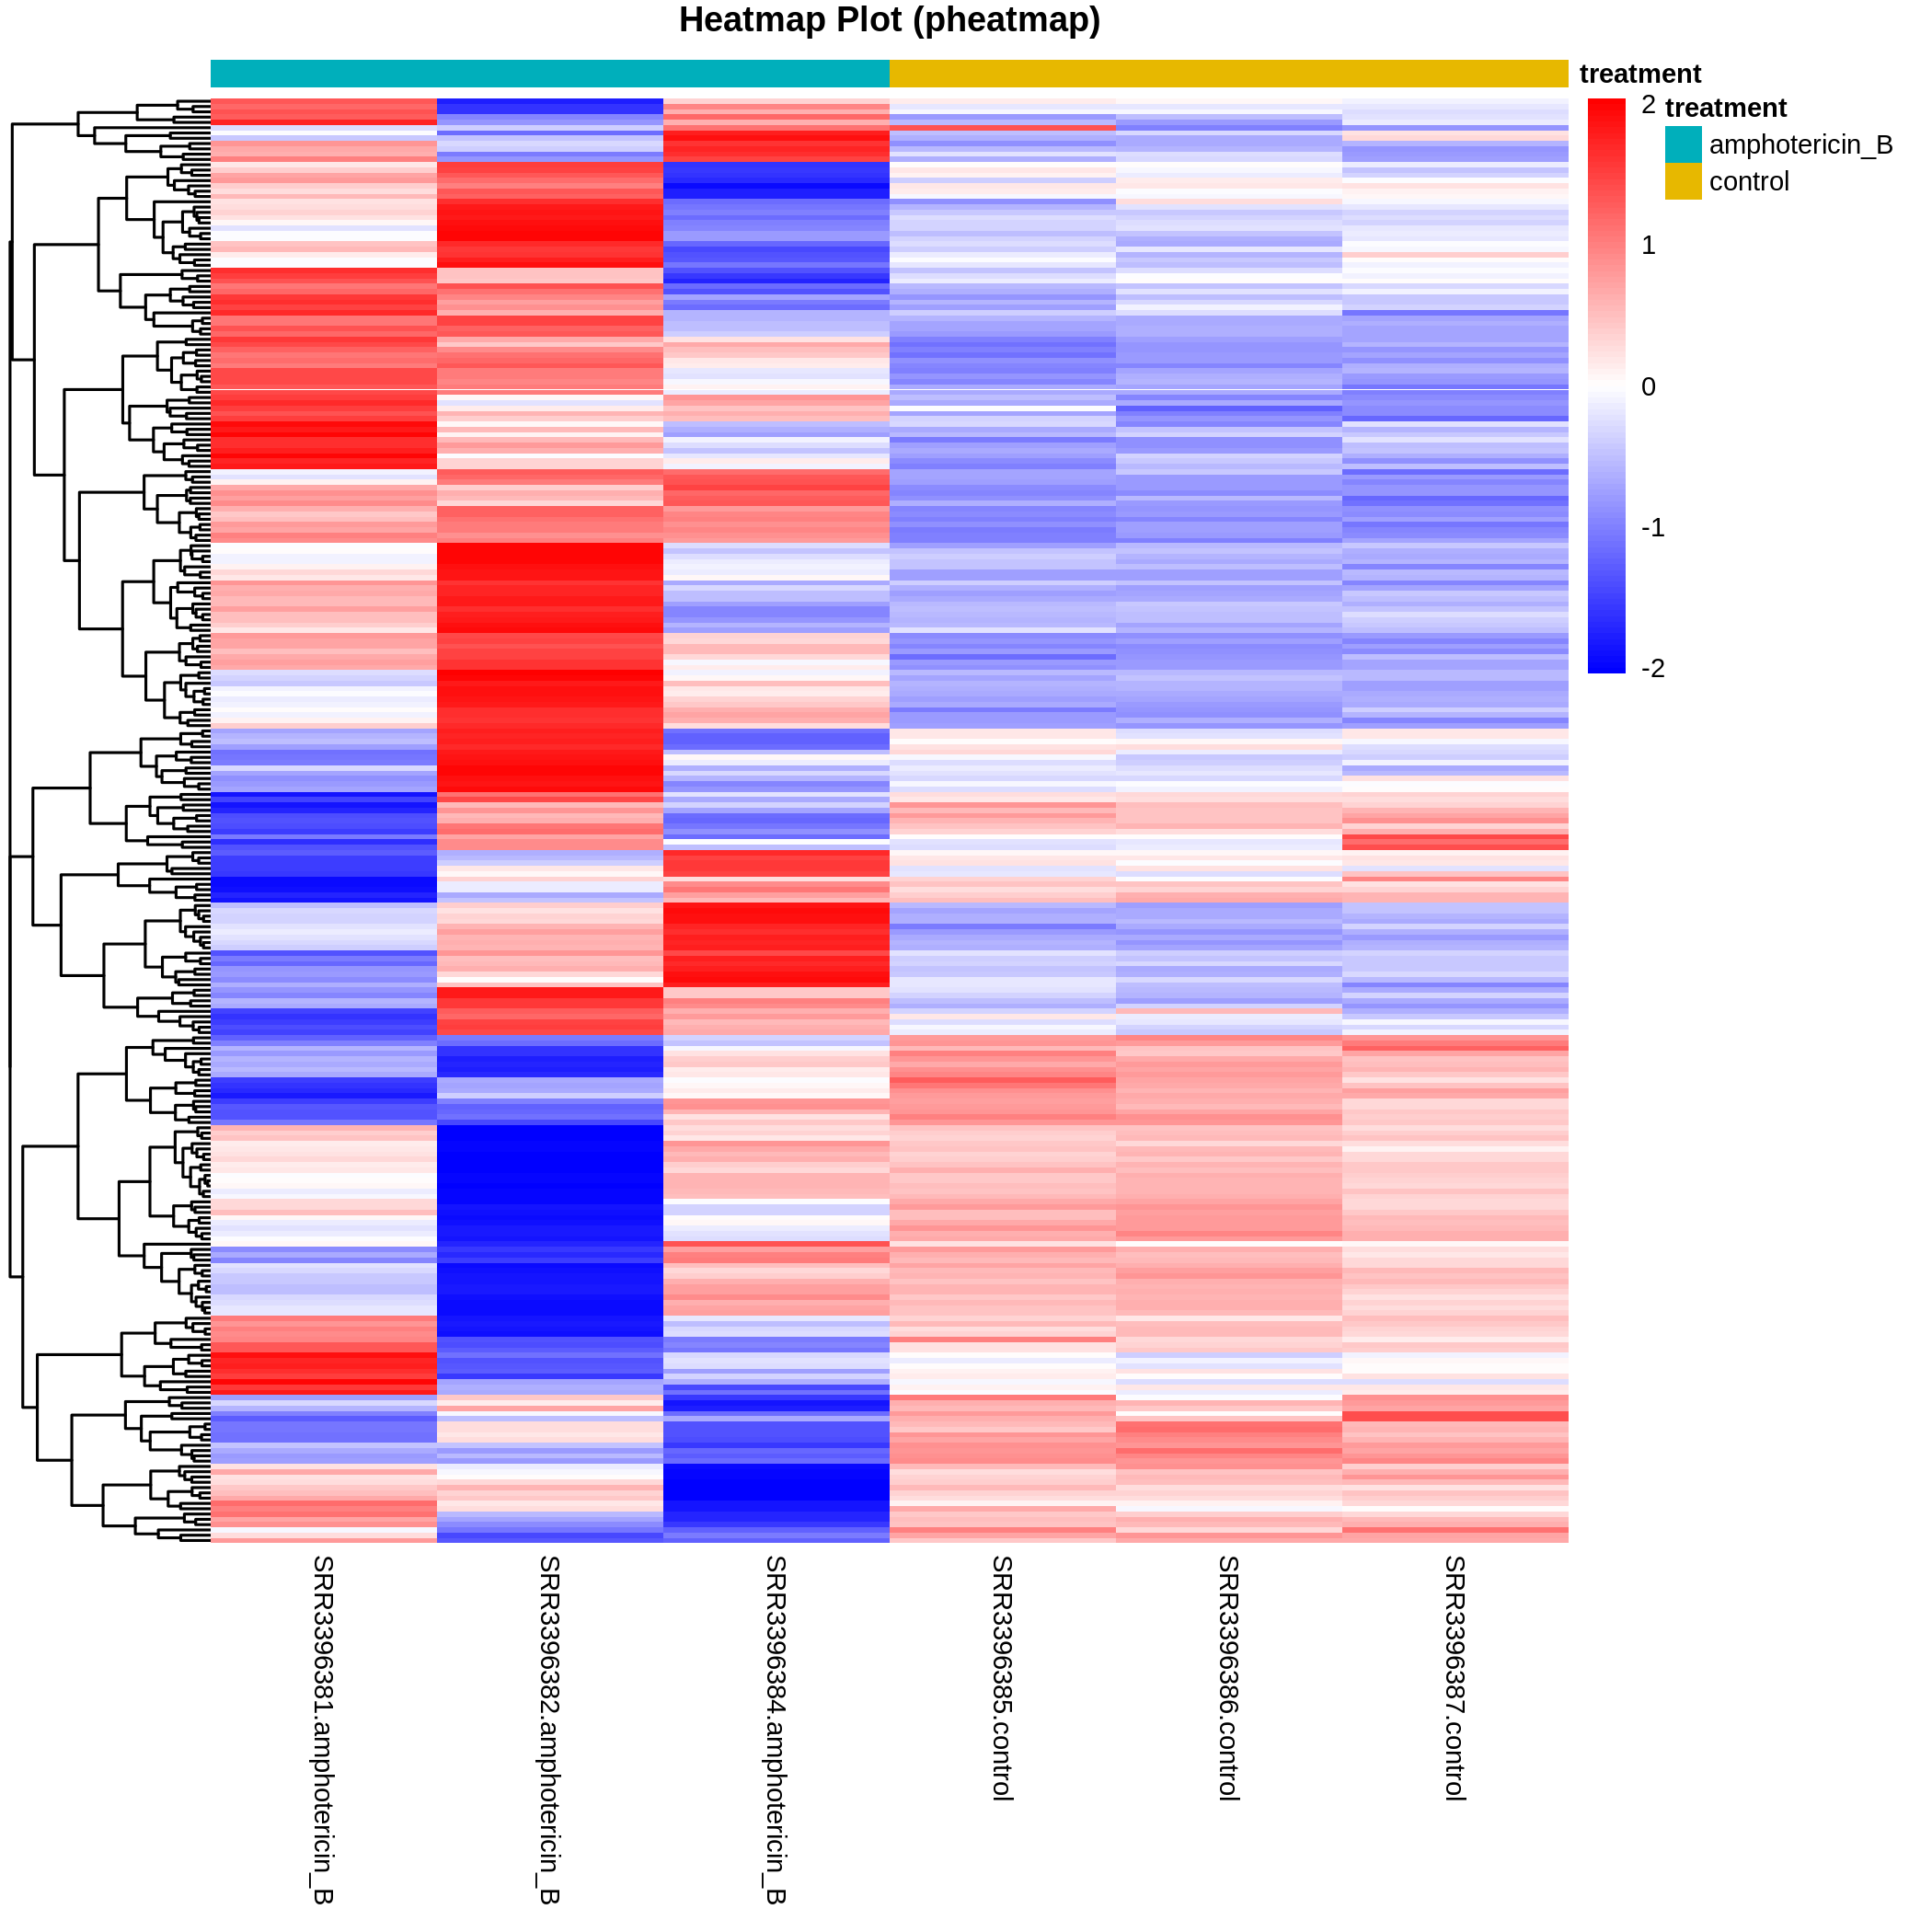 Heatmap Plot (pheatmap)
treatment
2
1
0
-1
-2
treatment
amphotericin_B
control
SRR3396381.amphotericin_B
SRR3396382.amphotericin_B
SRR3396384.amphotericin_B
SRR3396385.control
SRR3396386.control
SRR3396387.control